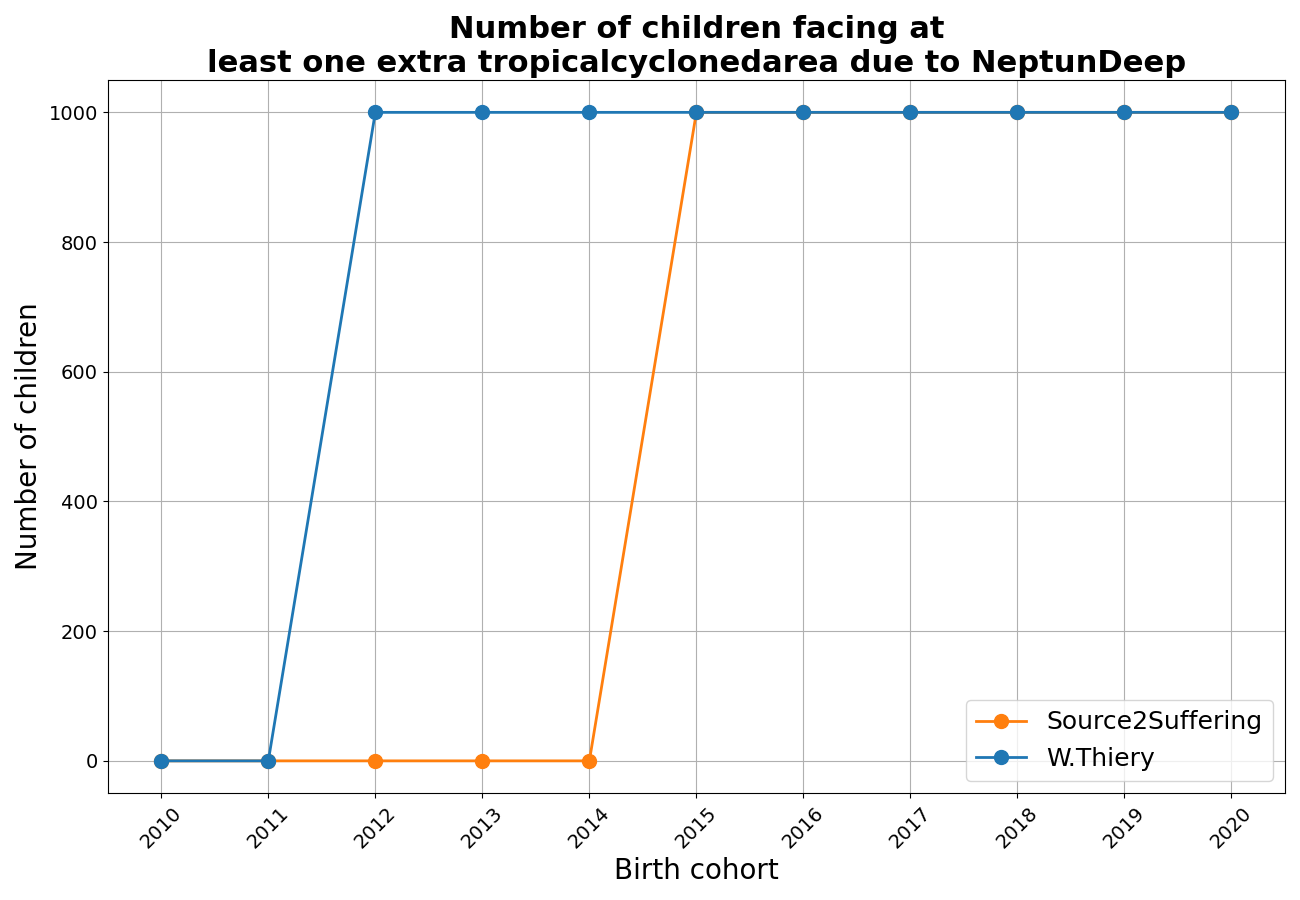 Number of children facing at
least one extra tropicalcyclonedarea due to NeptunDeep
Number of children
1000
800
600
400
200
0
Source2Suffering
W.Thiery
2010
2011
2012
2013
2014
2015
2016
2017
2018
2019
2020
Birth cohort